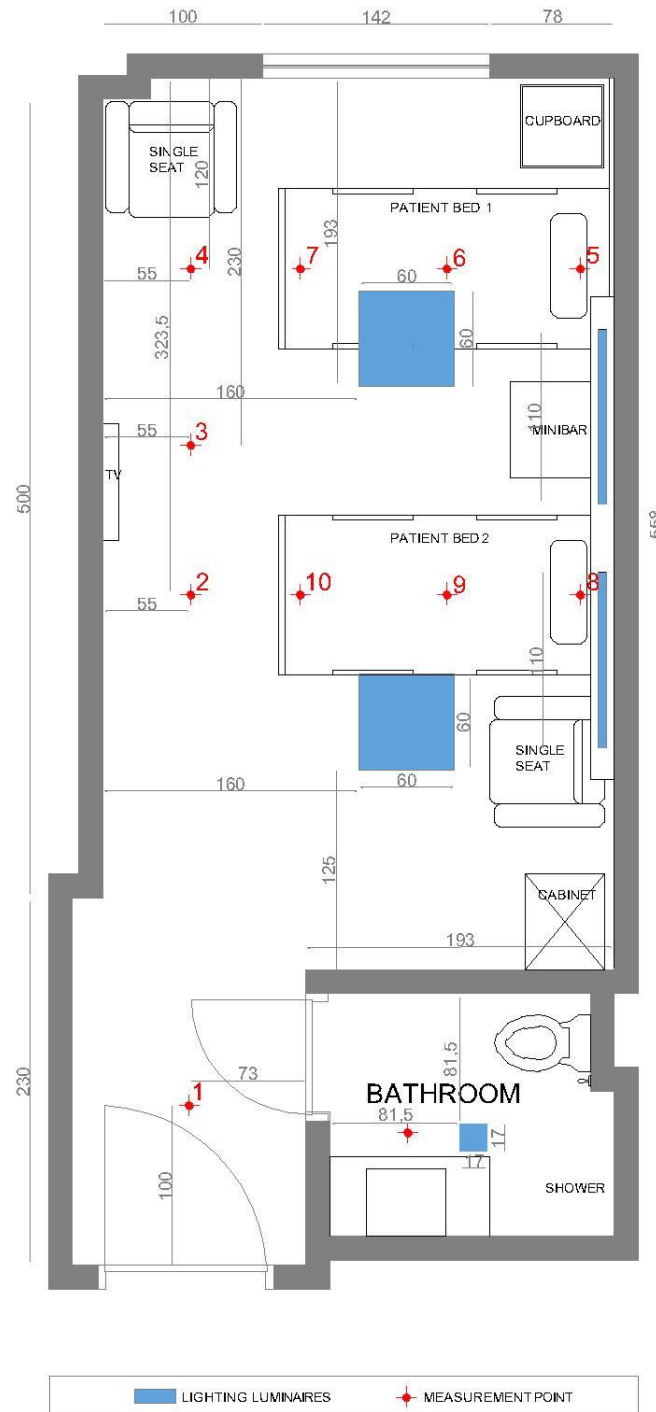 100 142 78
CUPBOARD
SINGLE
SEAT
120
PATIENT BED 1
193
230
4 7 6 5
55 60
323,5
60
160
110
55 3
MINIBAR
TV
500
558
PATIENT BED 2
2 10 9 8
55
110
60
SINGLE
SEAT
160 60
125
CABINET
193
230
81,5
73
1
BATHROOM
81,5
17
17
100
SHOWER
LIGHTING LUMINAIRES MEASUREMENT POINT